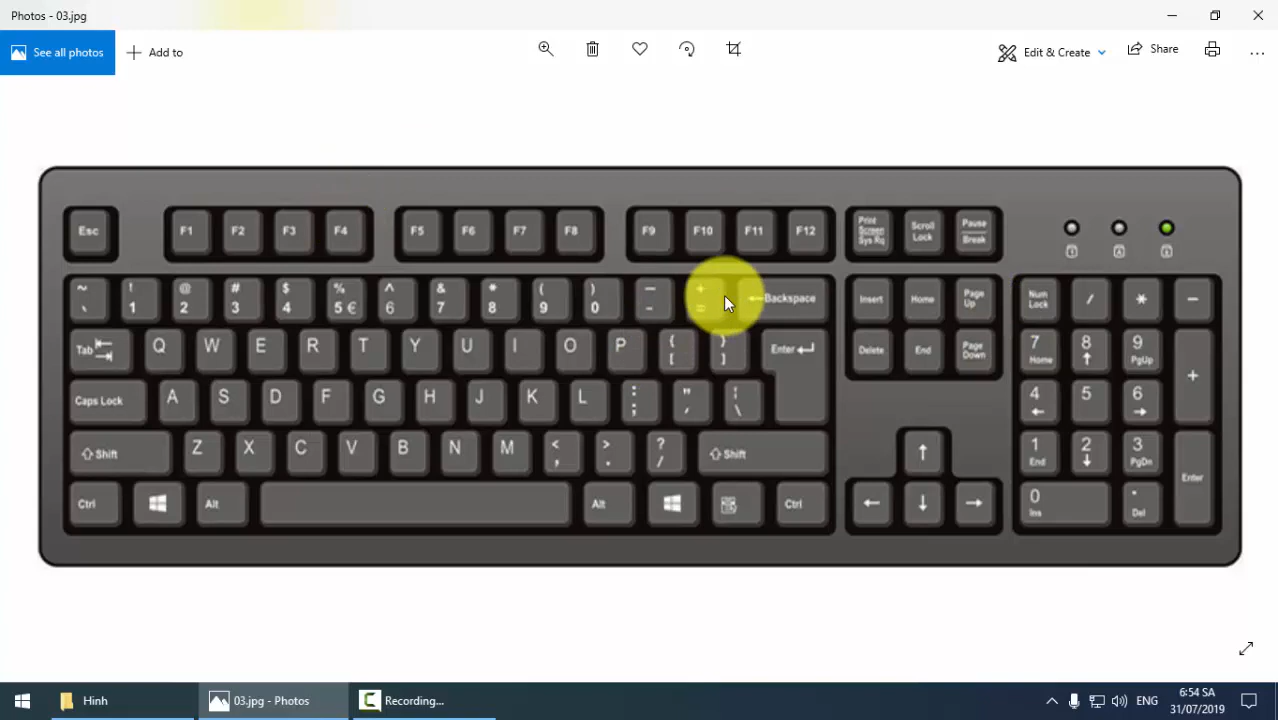 Photos - 03.jpg
See all photos
Add to
Edit & Create
Share
Esc
F1 F2 F3 F4
F5 F6 F7 F8
F9 F10 F11 F12
Print Screen Sys Rq
Scroll Lock
Pause Break
~ `
! 1
@ 2
# 3
$ 4
% 5 €
^ 6
& 7
* 8
( 9
) 0
— -
+ =
←Backspace
Tab
Q W E R T Y U I O P
{ [
} ]
Enter
Caps Lock
A S D F G H J K L
: ;
" ,
¦ \
⇧Shift
Z X C V B N M
< ,
> .
? /
⇧Shift
Ctrl
Alt
Alt
Ctrl
Insert
Home
Page Up
Delete
End
Page Down
↑
← ↓ →
1
A
Num Lock
/
*
−
7 Home
8 ↑
9 PgUp
+
4 ←
5
6 →
1 End
2 ↓
3 PgDn
Enter
0 Ins
. Del
Hinh
03.jpg - Photos
Recording...
ENG
6:54 SA
31/07/2019